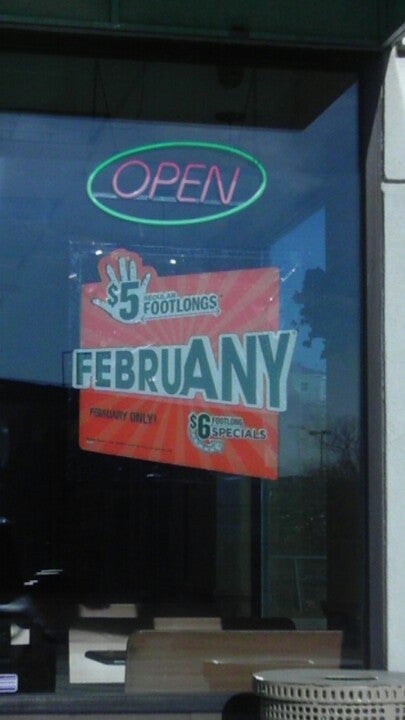 OPEN
$5 REGULAR
FOOTLONGS
FEBRUANY
FEBRUARY ONLY!
$6 FOOTLONG
SPECIALS